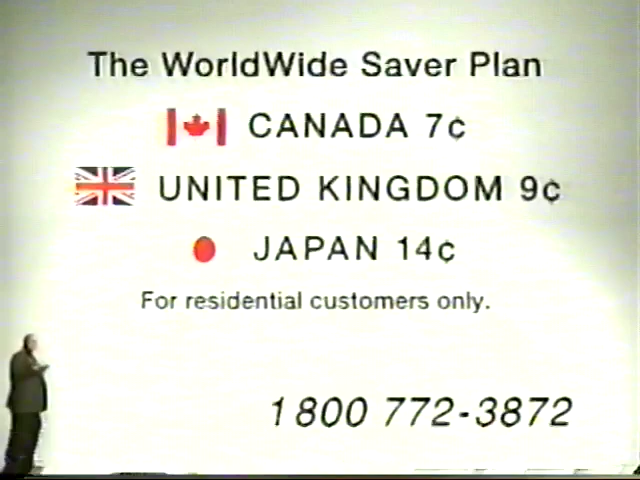 The WorldWide Saver Plan
CANADA 7¢
UNITED KINGDOM 9¢
JAPAN 14¢
For residential customers only.
1 800 772-3872